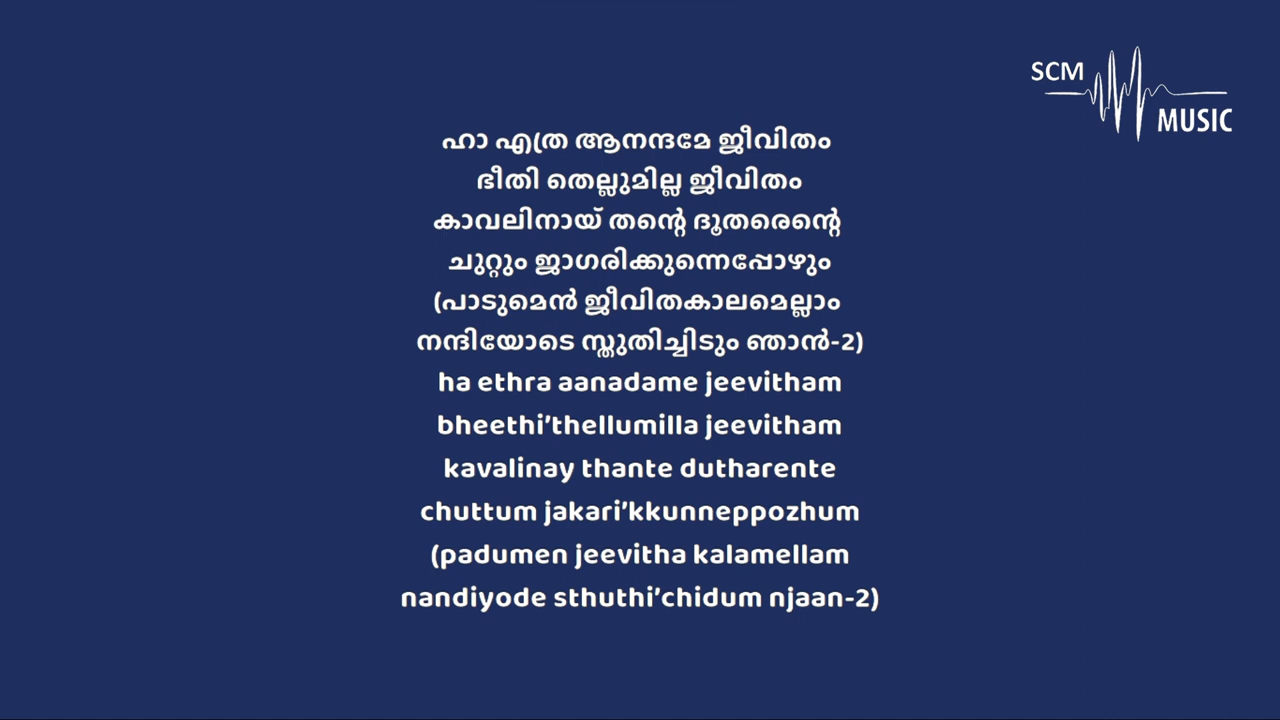 SCM
MUSIC
ഹാ എത്ര ആനന്ദമേ ജീവിതം
ഭീതി തെല്ലുമില്ല ജീവിതം
കാവലിനായ് തന്റെ ദൂതരെന്റെ
ചുറ്റും ജാഗരിക്കുന്നെപ്പോഴും
(പാടുമെൻ ജീവിതകാലമെല്ലാം
നന്ദിയോടെ സ്തുതിച്ചിടും ഞാൻ-2)
ha ethra aanadame jeevitham
bheethi'thellumilla jeevitham
kavalinay thante dutharente
chuttum jakari'kkunneppozhum
(padumen jeevitha kalamellam
nandiyode sthuthi'chidum njaan-2)